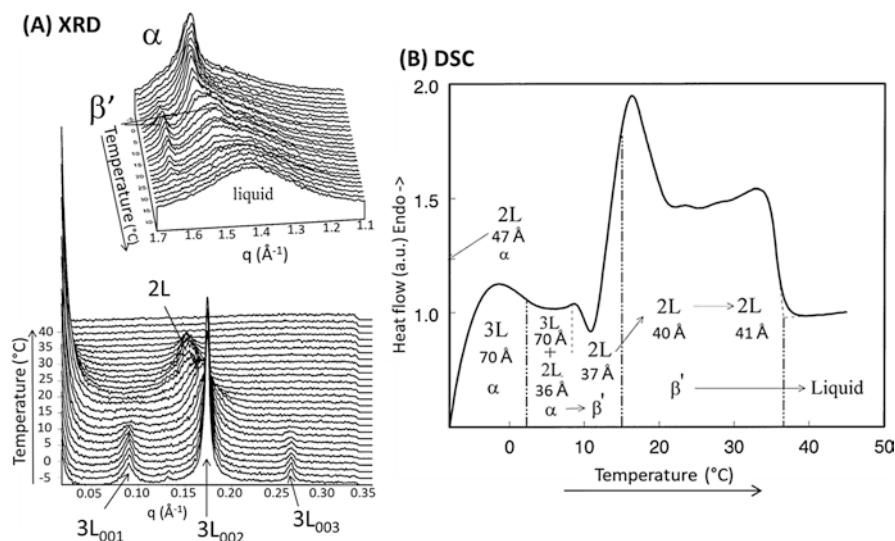 (A) XRD
α
β'
Temperature (°C)
liquid
1.7 1.6 1.5 1.4 1.3 1.2 1.1
q (Å-1)
2L
Temperature (°C)
40
35
30
25
20
15
10
5
0
-5
0.05 0.10 0.15 0.20 0.25 0.30 0.35
q (Å-1)
3L001
3L002
3L003
(B) DSC
Heat flow (a.u.) Endo ->
2.0
1.5
1.0
2L
47 Å
α
3L
70 Å
α
3L
70 Å
+
2L
36 Å
α → β'
2L
37 Å
2L → 2L
40 Å 41 Å
β' → Liquid
0 10 20 30 40 50
Temperature (°C)